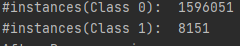 #instances(Class 0):  1596051
#instances(Class 1):  8151